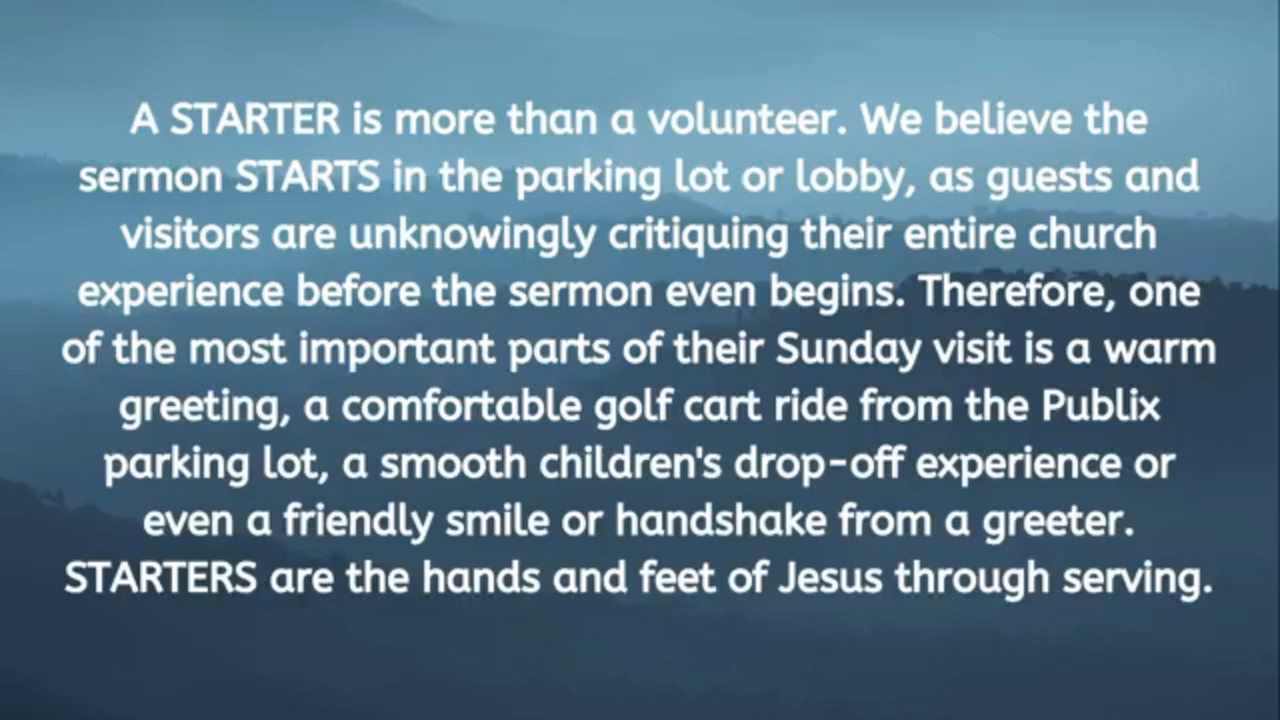 A STARTER is more than a volunteer. We believe the
sermon STARTS in the parking lot or lobby, as guests and
visitors are unknowingly critiquing their entire church
experience before the sermon even begins. Therefore, one
of the most important parts of their Sunday visit is a warm
greeting, a comfortable golf cart ride from the Publix
parking lot, a smooth children's drop-off experience or
even a friendly smile or handshake from a greeter.
STARTERS are the hands and feet of Jesus through serving.